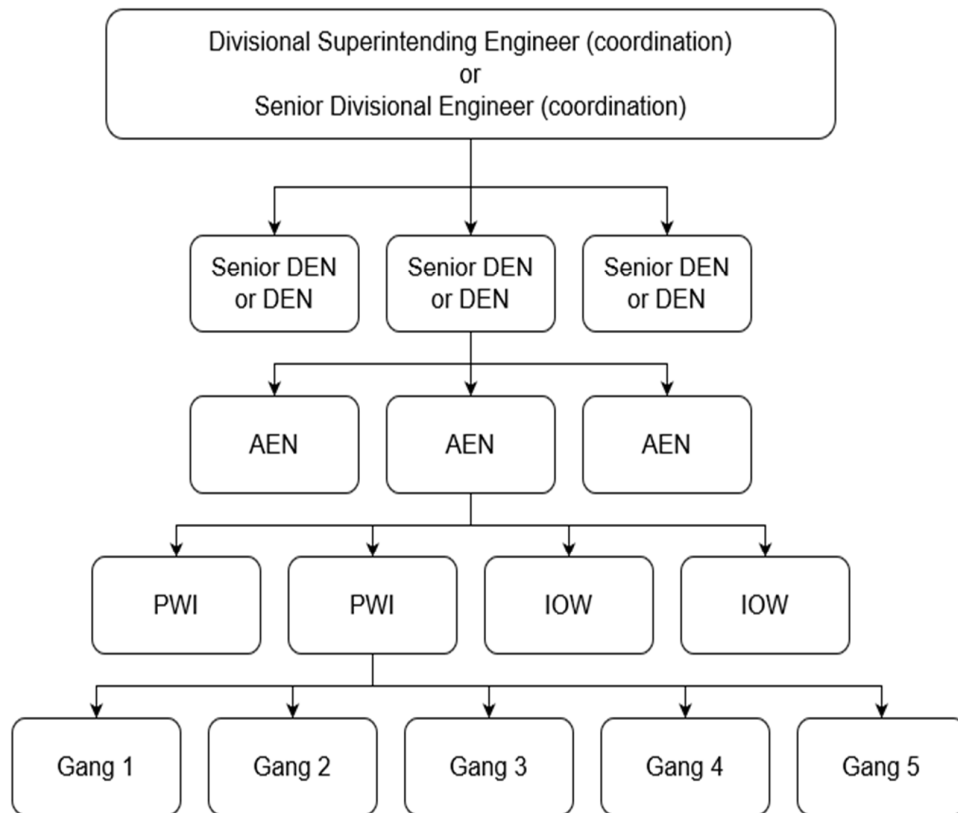 Divisional Superintending Engineer (coordination)
or
Senior Divisional Engineer (coordination)
Senior DEN
or DEN
Senior DEN
or DEN
Senior DEN
or DEN
AEN
AEN
AEN
PWI
PWI
IOW
IOW
Gang 1
Gang 2
Gang 3
Gang 4
Gang 5